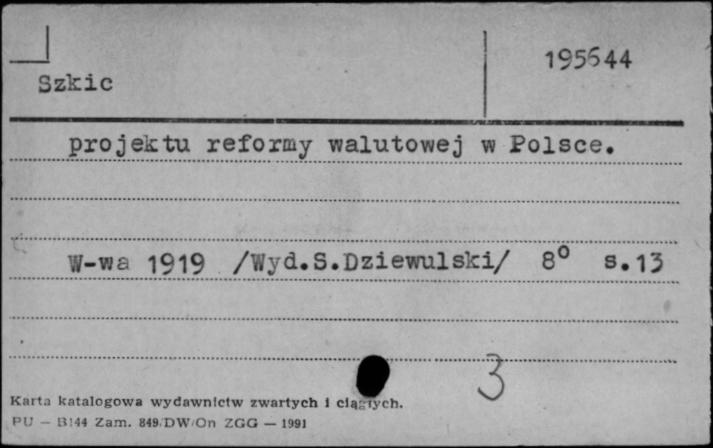 195644
Szkic
projektu reformy walutowej w Polsce.
W-wa 1919 /Wyd.S.Dziewulski/ 8° s.13
3
Karta katalogowa wydawnictw zwartych i ciągłych.
PU — B144 Zam. 849/DW/On ZGG — 1991